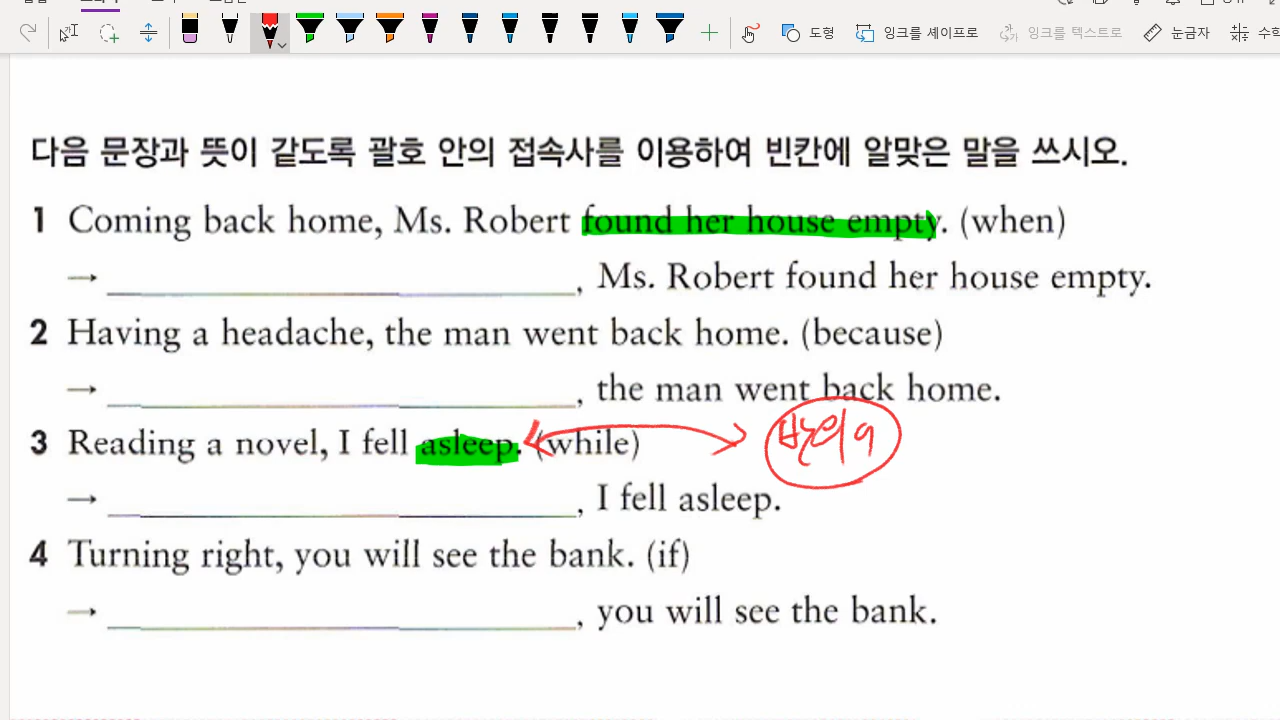 도형 잉크를 셰이프로 잉크를 텍스트로 눈금자
다음 문장과 뜻이 같도록 괄호 안의 접속사를 이용하여 빈칸에 알맞은 말을 쓰시오.
1 Coming back home, Ms. Robert found her house empty. (when)
→ , Ms. Robert found her house empty.
2 Having a headache, the man went back home. (because)
→ , the man went back home.
3 Reading a novel, I fell asleep. (while)
반의어
→ , I fell asleep.
4 Turning right, you will see the bank. (if)
→ , you will see the bank.